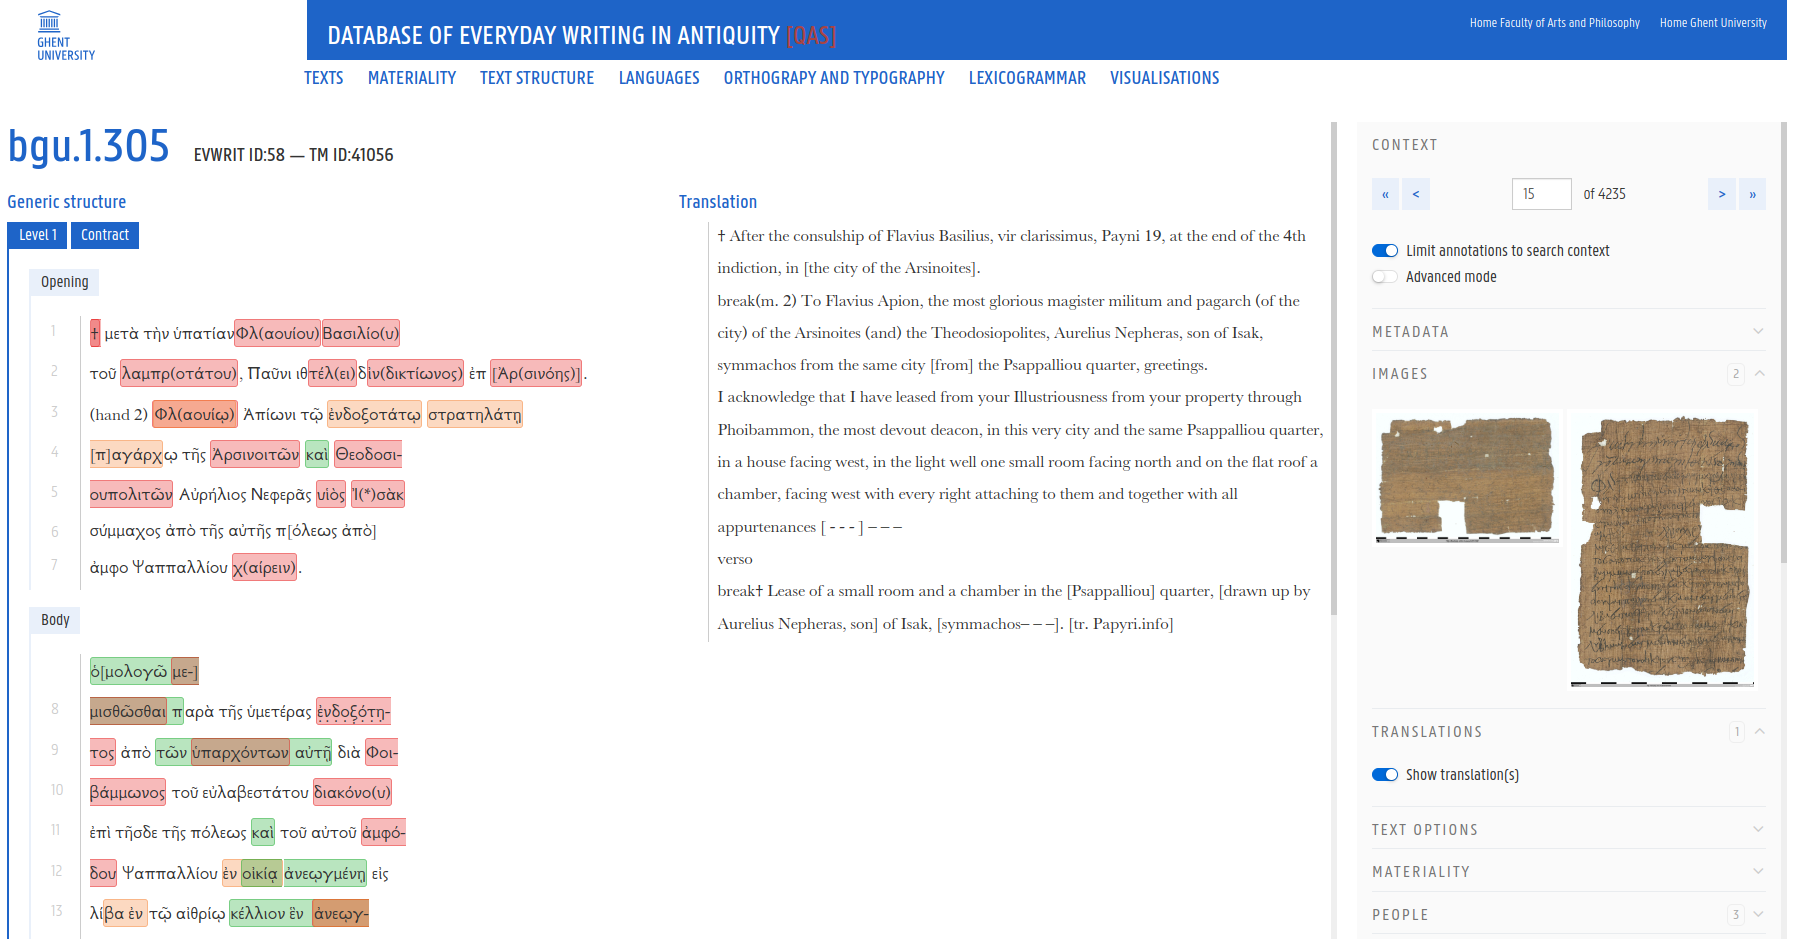 GHENT
UNIVERSITY
DATABASE OF EVERYDAY WRITING IN ANTIQUITY [QAS]
Home Faculty of Arts and Philosophy
Home Ghent University
TEXTS MATERIALITY TEXT STRUCTURE LANGUAGES ORTHOGRAPY AND TYPOGRAPHY LEXICOGRAMMAR VISUALISATIONS
bgu.1.305 EVWRIT ID:58 — TM ID:41056
Generic structure
Level 1 Contract
Opening
1 † μετὰ τὴν ὑπατίαν Φλ(αουίου) Βασιλίο(υ)
2 τοῦ λαμπρ(οτάτου), Παῦνι ιθ τέλ(ει) δ ἰν(δικτίωνος) ἐπ [Ἀρ(σινόης)].
3 (hand 2) Φλ(αουίῳ) Ἀπίωνι τῷ ἐνδοξοτάτῳ στρατηλάτῃ
4 [π]αγάρχῳ τῆς Ἀρσινοιτῶν καὶ Θεοδοσι-
5 ουπολιτῶν Αὐρήλιος Νεφερᾶς υἱὸς Ἰ(*)σὰκ
6 σύμμαχος ἀπὸ τῆς αὐτῆς π[όλεως ἀπὸ]
7 ἀμφο Ψαππαλλίου χ(αίρειν).
Body
ὁ[μολογῶ με-]
8 μισθῶσθαι παρὰ τῆς ὑμετέρας ἐ̣ν̣δ̣ο̣ξ̣ό̣τ̣η̣-
9 τος ἀπὸ τῶν ὑπαρχόντων αὐτῇ διὰ Φοι-
10 βάμμωνος τοῦ εὐλαβεστάτου διακόνο(υ)
11 ἐπὶ τῆσδε τῆς πόλεως καὶ τοῦ αὐτοῦ ἀμφό-
12 δου Ψαππαλλίου ἐν οἰκίᾳ ἀνεῳγμένῃ εἰς
13 λίβα ἐν τῷ αἰθρίῳ κέλλιον ἓν ἀνεῳγ-
Translation
† After the consulship of Flavius Basilius, vir clarissimus, Payni 19, at the end of the 4th
indiction, in [the city of the Arsinoites].
break(m. 2) To Flavius Apion, the most glorious magister militum and pagarch (of the
city) of the Arsinoites (and) the Theodosiopolites, Aurelius Nepheras, son of Isak,
symmachos from the same city [from] the Psappalliou quarter, greetings.
I acknowledge that I have leased from your Illustriousness from your property through
Phoibammon, the most devout deacon, in this very city and the same Psappalliou quarter,
in a house facing west, in the light well one small room facing north and on the flat roof a
chamber, facing west with every right attaching to them and together with all
appurtenances [ - - - ] – – –
verso
break† Lease of a small room and a chamber in the [Psappalliou] quarter, [drawn up by
Aurelius Nepheras, son] of Isak, [symmachos– – –]. [tr. Papyri.info]
CONTEXT
« < 15 of 4235 > »
Limit annotations to search context
Advanced mode
METADATA
IMAGES 2
TRANSLATIONS 1
Show translation(s)
TEXT OPTIONS
MATERIALITY
PEOPLE 3